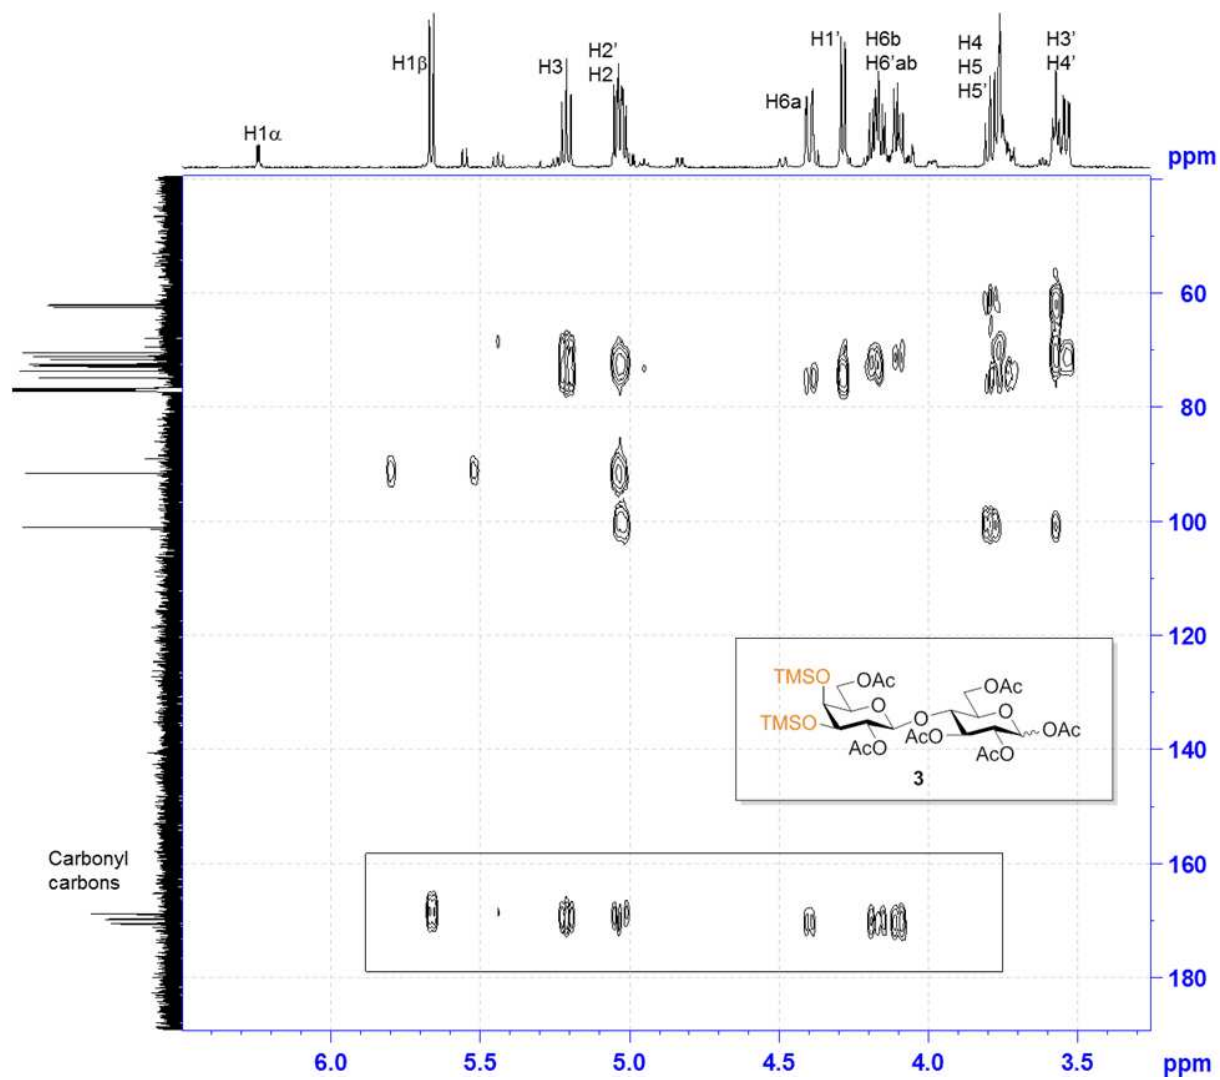 H1α
H1β
H3
H2'
H2
H6a
H1'
H6b
H6'ab
H4
H5
H5'
H3'
H4'
ppm
60
80
100
120
140
160
180
TMSO
OAc
O
TMSO
AcO
O
OAc
O
AcO
AcO
OAc
3
Carbonyl
carbons
6.0 5.5 5.0 4.5 4.0 3.5 ppm